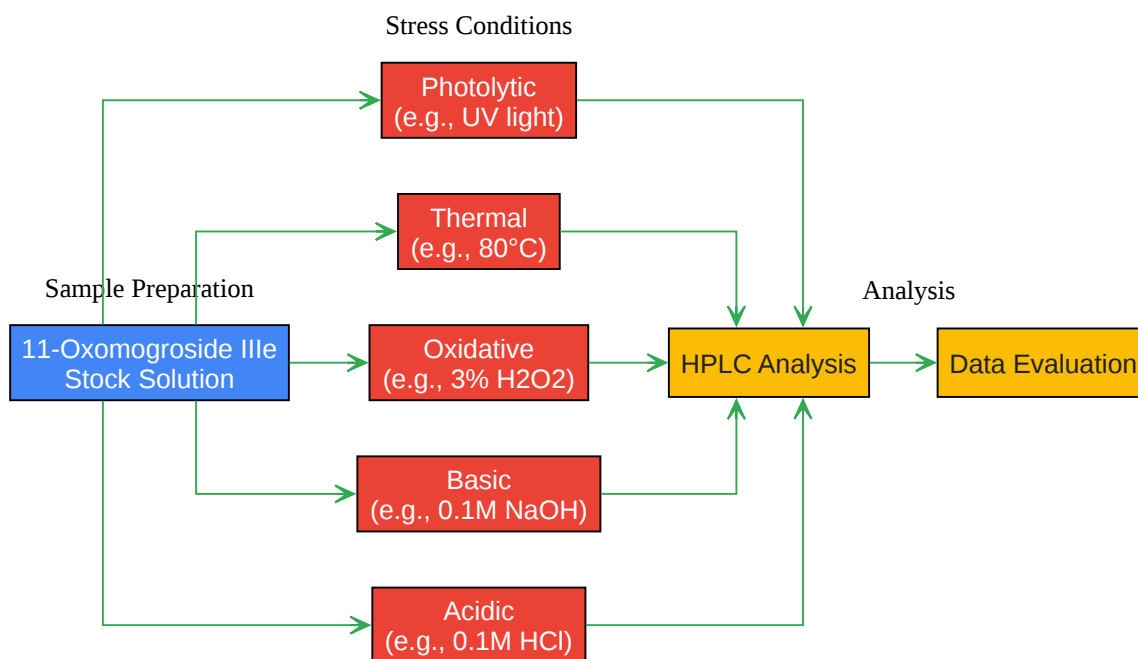 Stress Conditions
Photolytic
(e.g., UV light)
Thermal
(e.g., 80°C)
Sample Preparation
Analysis
11-Oxomogroside IIIe
Stock Solution
Oxidative
(e.g., 3% H2O2)
HPLC Analysis
Data Evaluation
Basic
(e.g., 0.1M NaOH)
Acidic
(e.g., 0.1M HCl)